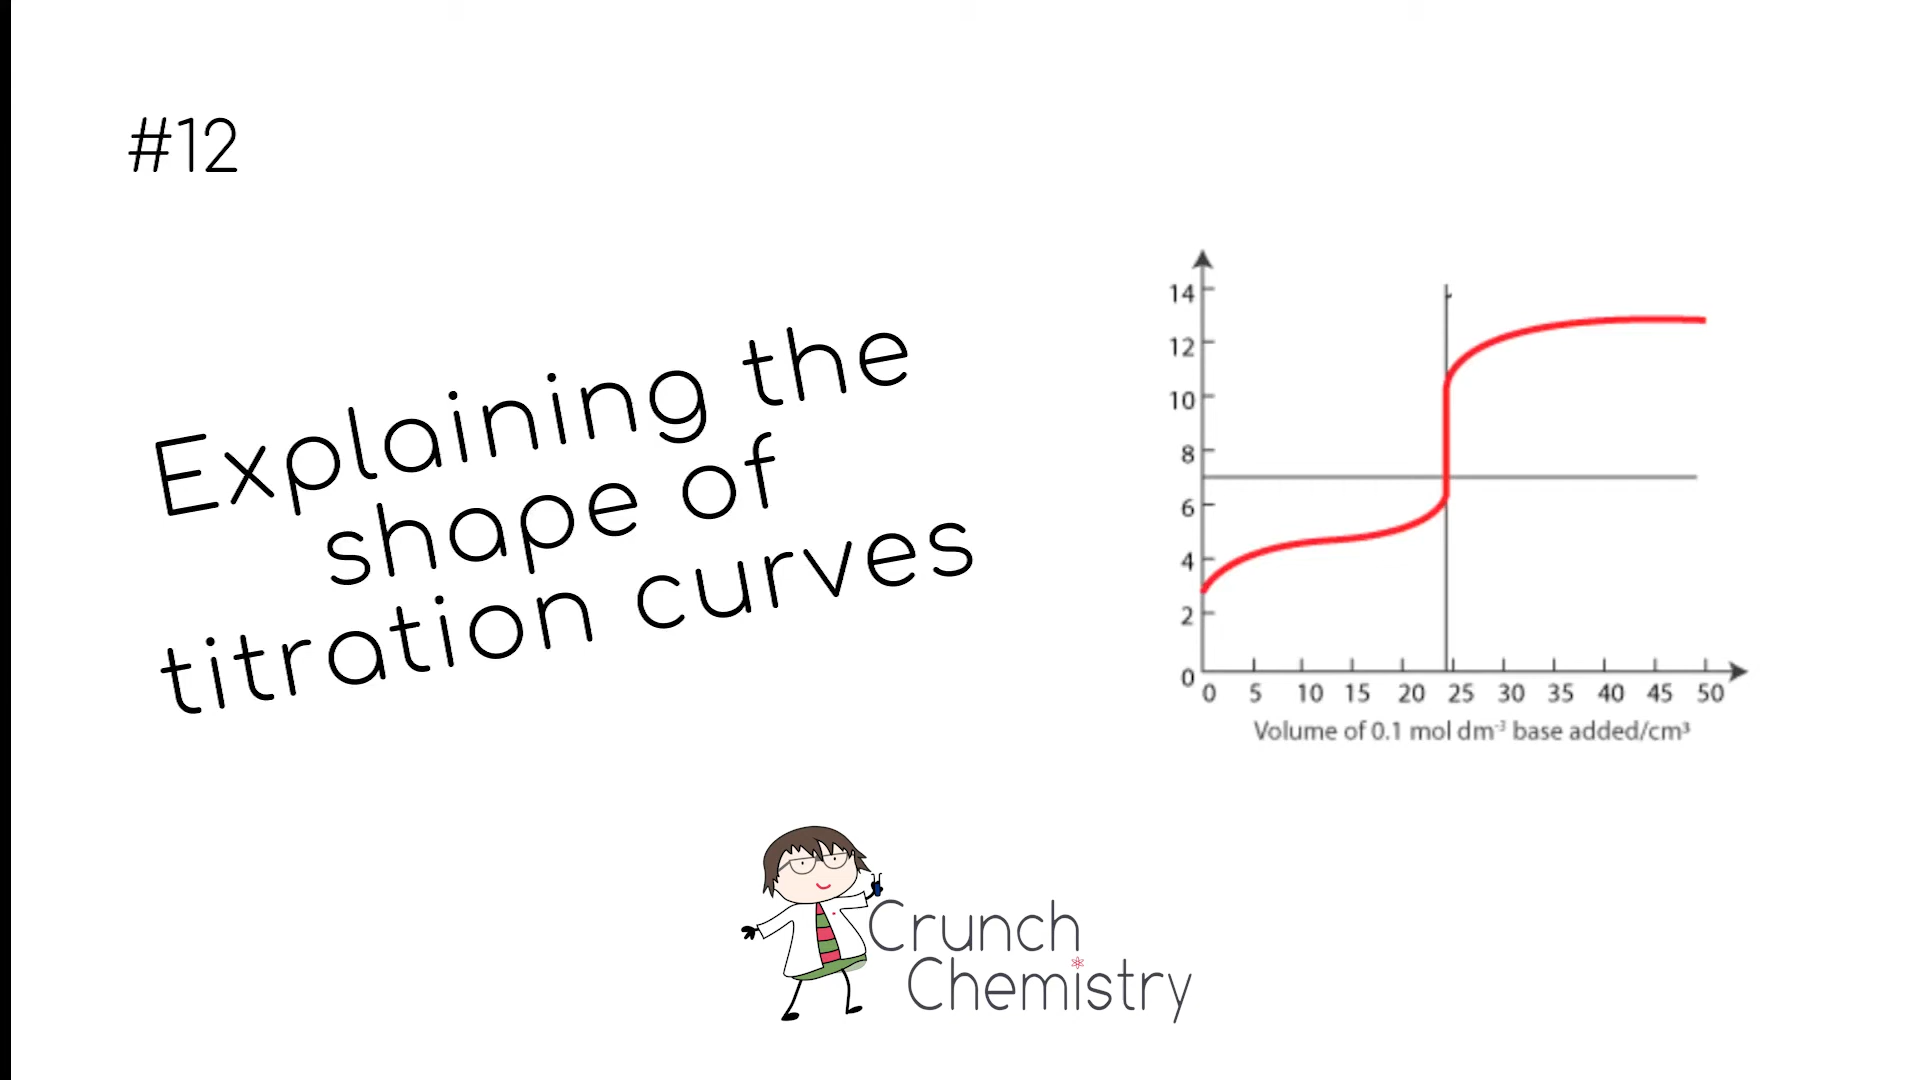 #12
Explaining the
shape of
titration curves
14
12
10
8
6
4
2
0
0 5 10 15 20 25 30 35 40 45 50
Volume of 0.1 mol dm⁻³ base added/cm³
Crunch
Chemistry